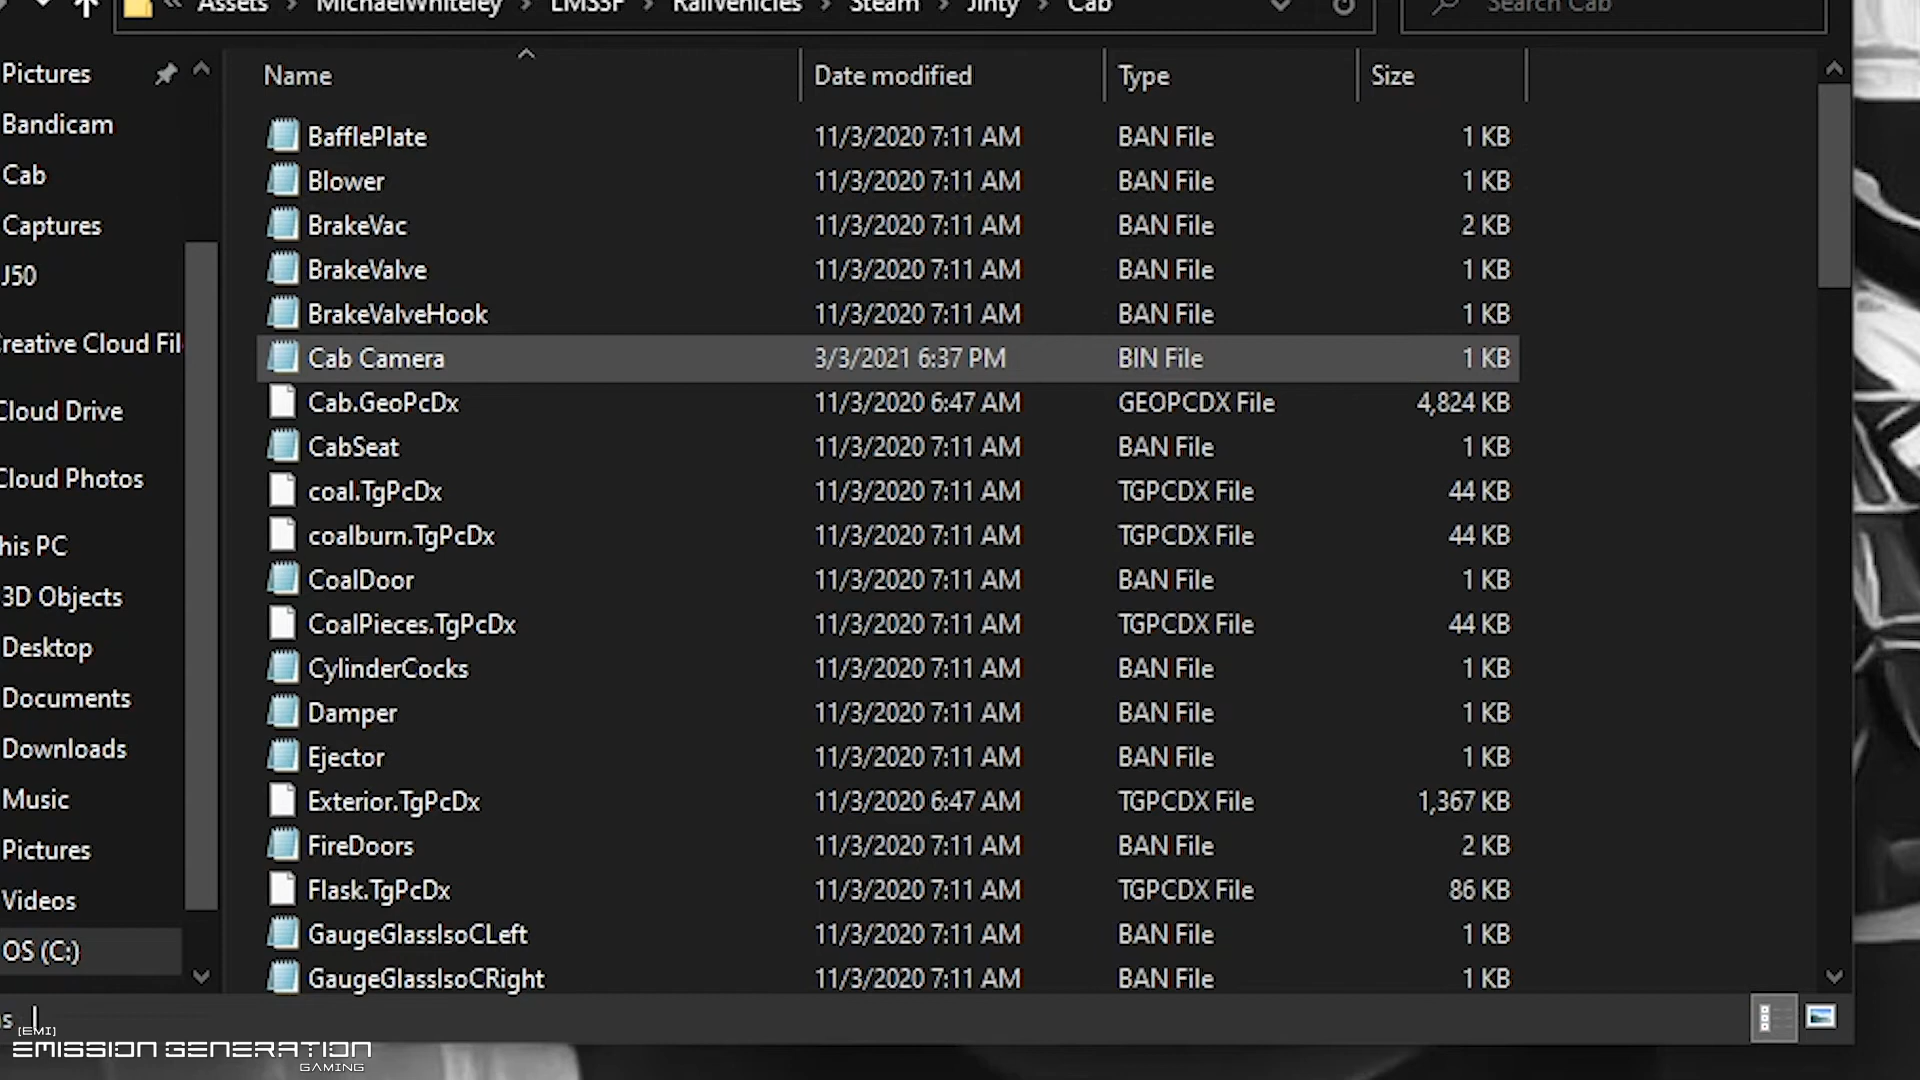 Assets > MichaelWhiteley > LMSSF > RailVehicles > Steam > Jinty > Cab
Search Cab
Pictures
Bandicam
Cab
Captures
J50
Creative Cloud Fil
Cloud Drive
Cloud Photos
his PC
3D Objects
Desktop
Documents
Downloads
Music
Pictures
Videos
OS (C:)
Name Date modified Type Size
BafflePlate 11/3/2020 7:11 AM BAN File 1 KB
Blower 11/3/2020 7:11 AM BAN File 1 KB
BrakeVac 11/3/2020 7:11 AM BAN File 2 KB
BrakeValve 11/3/2020 7:11 AM BAN File 1 KB
BrakeValveHook 11/3/2020 7:11 AM BAN File 1 KB
Cab Camera 3/3/2021 6:37 PM BIN File 1 KB
Cab.GeoPcDx 11/3/2020 6:47 AM GEOPCDX File 4,824 KB
CabSeat 11/3/2020 7:11 AM BAN File 1 KB
coal.TgPcDx 11/3/2020 7:11 AM TGPCDX File 44 KB
coalburn.TgPcDx 11/3/2020 7:11 AM TGPCDX File 44 KB
CoalDoor 11/3/2020 7:11 AM BAN File 1 KB
CoalPieces.TgPcDx 11/3/2020 7:11 AM TGPCDX File 44 KB
CylinderCocks 11/3/2020 7:11 AM BAN File 1 KB
Damper 11/3/2020 7:11 AM BAN File 1 KB
Ejector 11/3/2020 7:11 AM BAN File 1 KB
Exterior.TgPcDx 11/3/2020 6:47 AM TGPCDX File 1,367 KB
FireDoors 11/3/2020 7:11 AM BAN File 2 KB
Flask.TgPcDx 11/3/2020 7:11 AM TGPCDX File 86 KB
GaugeGlassIsoCLeft 11/3/2020 7:11 AM BAN File 1 KB
GaugeGlassIsoCRight 11/3/2020 7:11 AM BAN File 1 KB
s
[EMI]
EMISSION GENERATION
GAMING